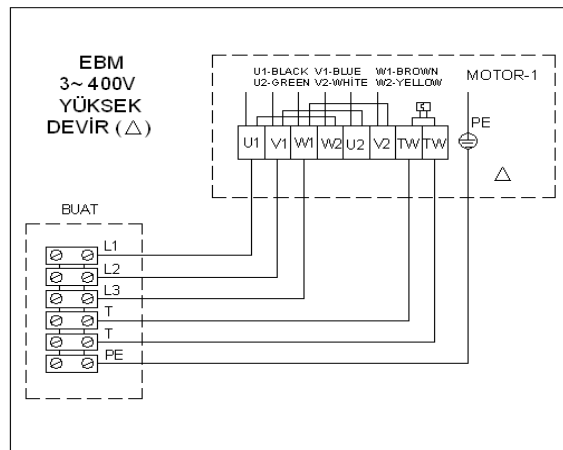 EBM
3~ 400V
YÜKSEK
DEVİR (△)
U1-BLACK V1-BLUE W1-BROWN
U2-GREEN V2-WHITE W2-YELLOW
MOTOR-1
PE
U1 V1 W1 W2 U2 V2 TW TW
△
BUAT
L1
L2
L3
T
T
PE